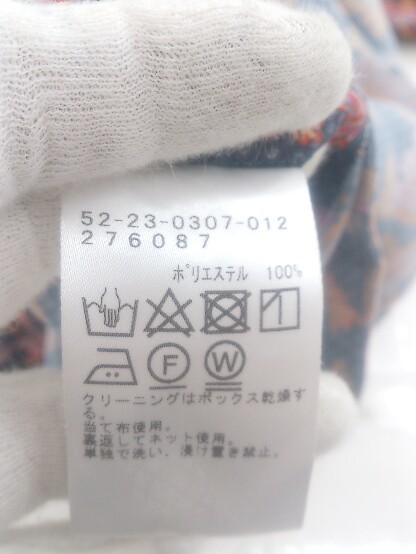 52-23-0307-012
276087
ポリエステル 100%
F W
クリーニングはボックス乾燥す
る。
当て布使用。
裏返してネット使用。
単独で洗い、漬け置き禁止。